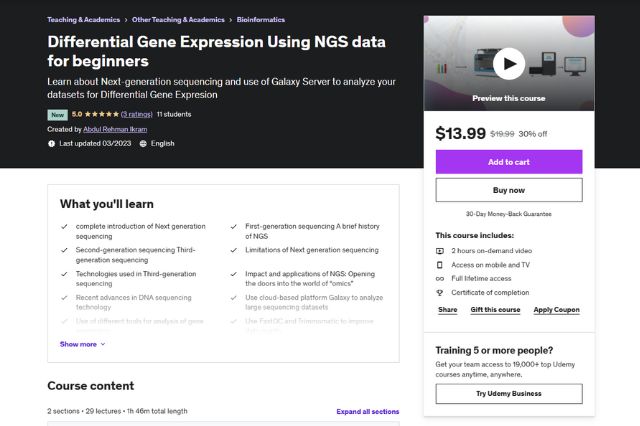 Teaching & Academics > Other Teaching & Academics > Bioinformatics
Differential Gene Expression Using NGS data
for beginners
Learn about Next-generation sequencing and use of Galaxy Server to analyze your
datasets for Differential Gene Expresion
New 5.0 (3 ratings) 11 students
Created by Abdul Rehman Ikram
Last updated 03/2023 English
Preview this course
$13.99 $19.99 30% off
Add to cart
Buy now
30-Day Money-Back Guarantee
This course includes:
2 hours on-demand video
Access on mobile and TV
Full lifetime access
Certificate of completion
Share Gift this course Apply Coupon
Training 5 or more people?
Get your team access to 19,000+ top Udemy
courses anytime, anywhere.
Try Udemy Business
What you'll learn
complete introduction of Next generation
sequencing
Second-generation sequencing Third-
generation sequencing
Technologies used in Third-generation
sequencing
Recent advances in DNA sequencing
technology
Use of different tools for analysis of gene
First-generation sequencing A brief history
of NGS
Limitations of Next generation sequencing
Impact and applications of NGS: Opening
the doors into the world of "omics"
Use cloud-based platform Galaxy to analyze
large sequencing datasets
Use FastQC and Trimmomatic to improve
Show more
Course content
2 sections • 29 lectures • 1h 46m total length
Expand all sections